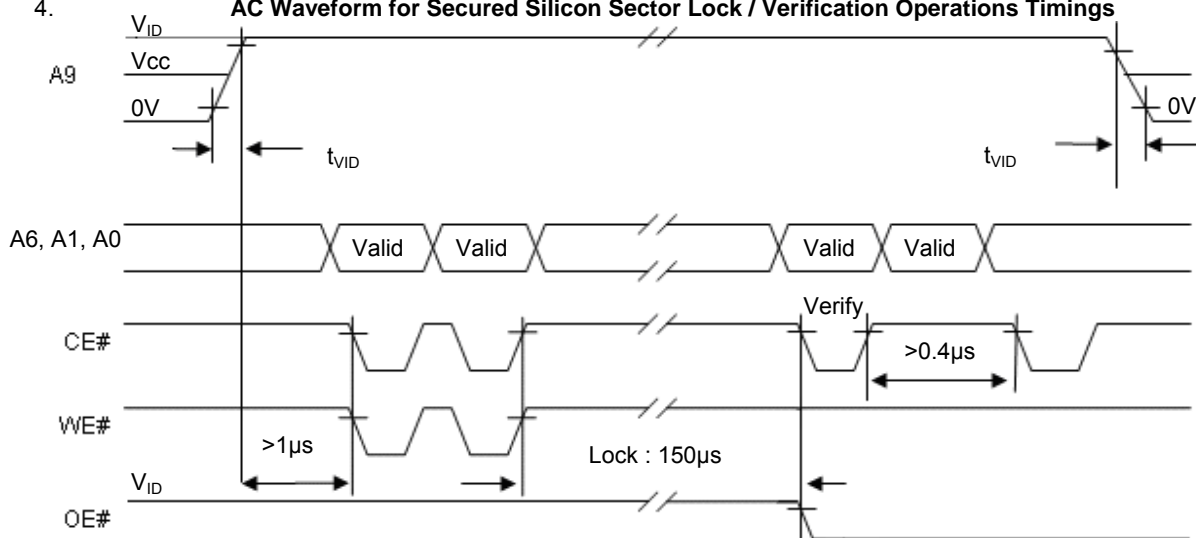 4. AC Waveform for Secured Silicon Sector Lock / Verification Operations Timings
VID
A9
Vcc
0V
0V
tVID
tVID
A6, A1, A0
Valid
Valid
Valid
Valid
Verify
CE#
>0.4µs
WE#
>1µs
Lock : 150µs
VID
OE#